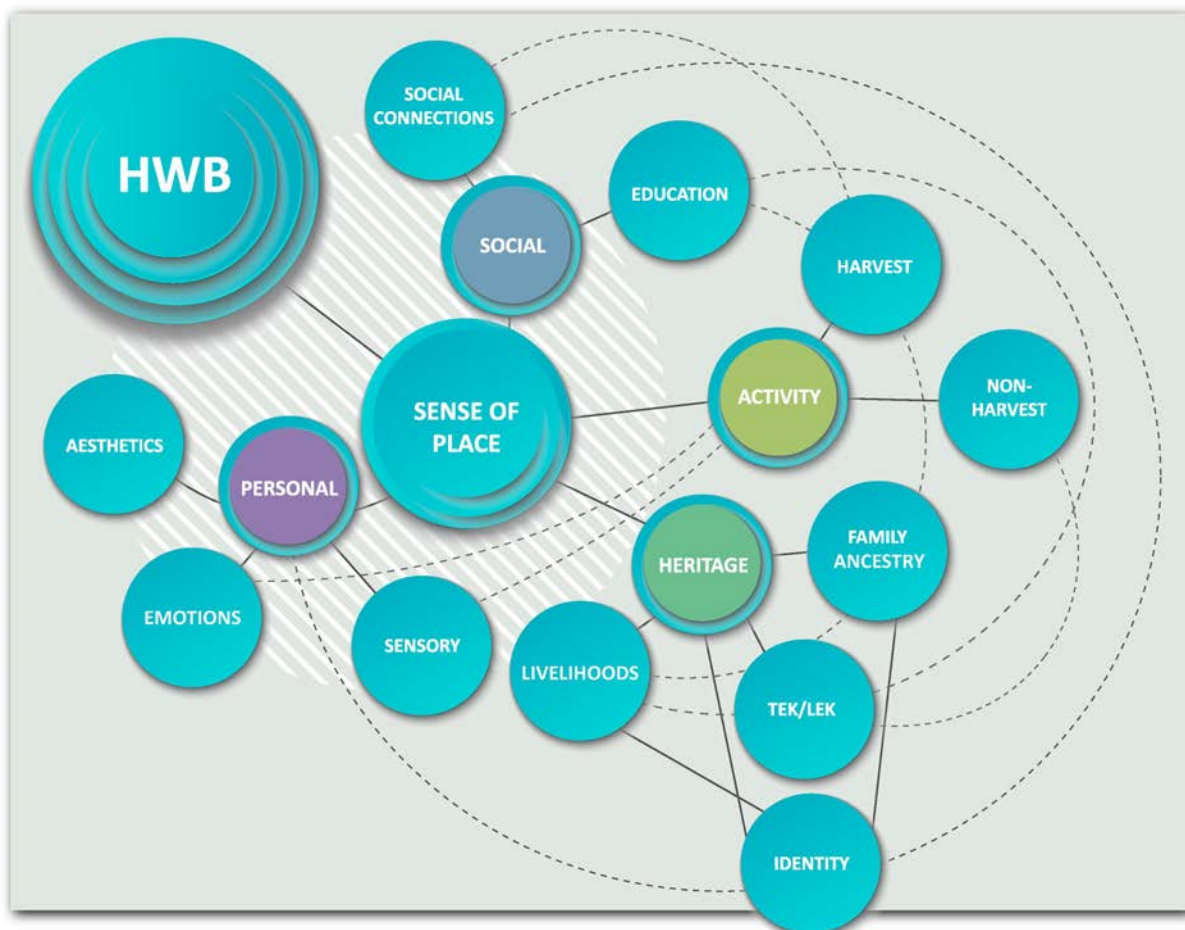 HWB
SOCIAL
CONNECTIONS
SOCIAL
EDUCATION
HARVEST
SENSE OF
PLACE
ACTIVITY
NON-
HARVEST
AESTHETICS
PERSONAL
EMOTIONS
SENSORY
HERITAGE
FAMILY
ANCESTRY
LIVELIHOODS
TEK/LEK
IDENTITY